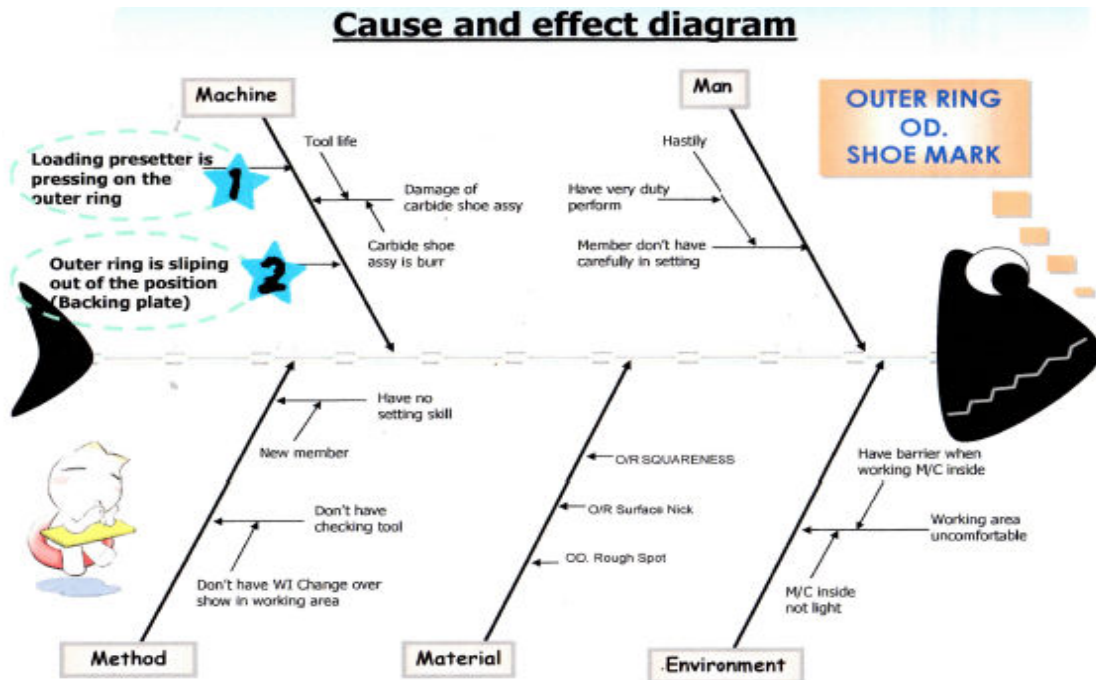 Cause and effect diagram
Machine
Man
OUTER RING
OD.
SHOE MARK
Loading presetter is
pressing on the
outer ring
1
Tool life
Damage of
carbide shoe assy
Carbide shoe
assy is burr
Outer ring is sliping
out of the position
(Backing plate)
2
Hastily
Have very duty
perform
Member don't have
carefully in setting
Have no
setting skill
New member
Don't have
checking tool
Don't have WI Change over
show in working area
O/R SQUARENESS
O/R Surface Nick
OD. Rough Spot
Have barrier when
working M/C inside
Working area
uncomfortable
M/C inside
not light
Method
Material
.Environment